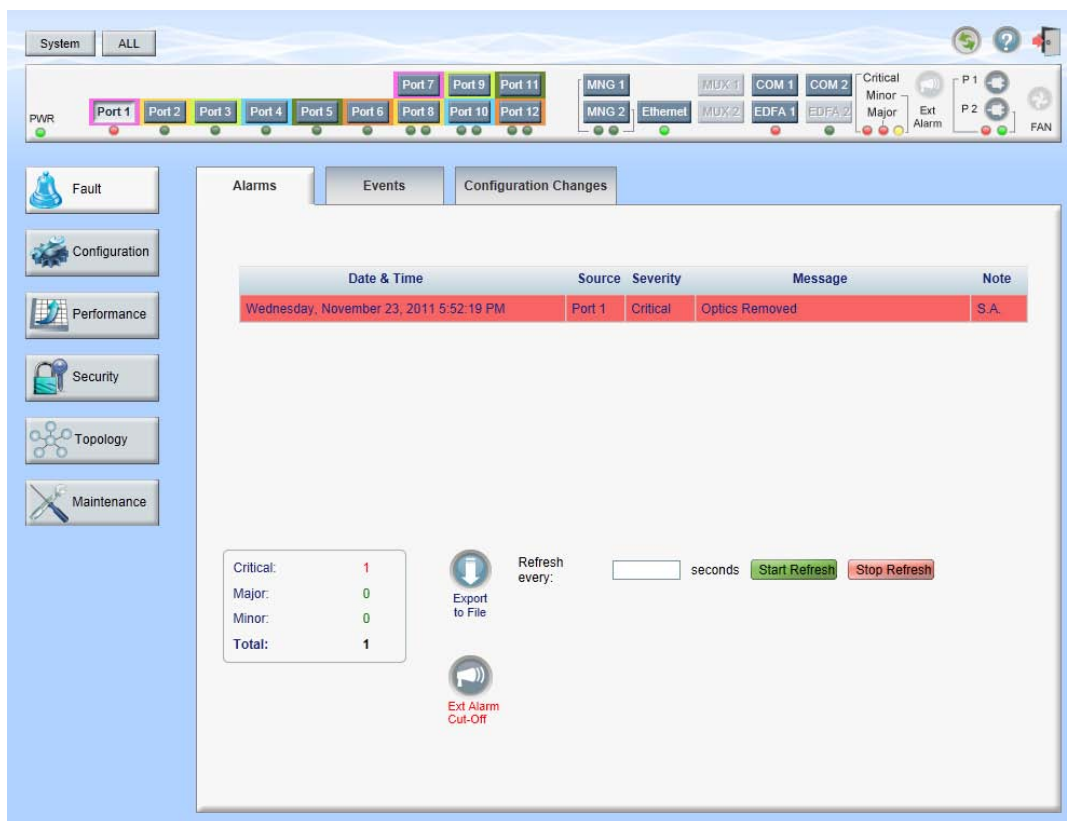 System ALL
Port 7 Port 9 Port 11 MNG 1 MUX 1 COM 1 COM 2 Critical P 1
Minor
PWR Port 1 Port 2 Port 3 Port 4 Port 5 Port 6 Port 8 Port 10 Port 12 MNG 2 Ethernet MUX 2 EDFA 1 EDFA 2 Major Ext Alarm P 2 FAN
Fault
Configuration
Performance
Security
Topology
Maintenance
Alarms Events Configuration Changes
Date & Time Source Severity Message Note
Wednesday, November 23, 2011 5:52:19 PM Port 1 Critical Optics Removed S.A.
Critical: 1
Major: 0
Minor: 0
Total: 1
Export
to File
Ext Alarm
Cut-Off
Refresh
every: seconds Start Refresh Stop Refresh